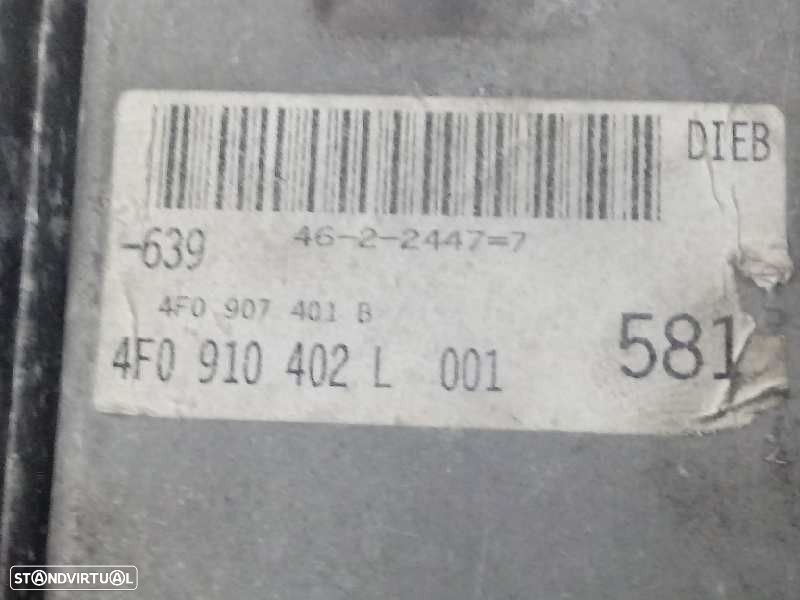 DIEB
-639 46-2-2447=7
4F0 907 401 B
4F0 910 402 L 001 581
STANDVIRTUAL